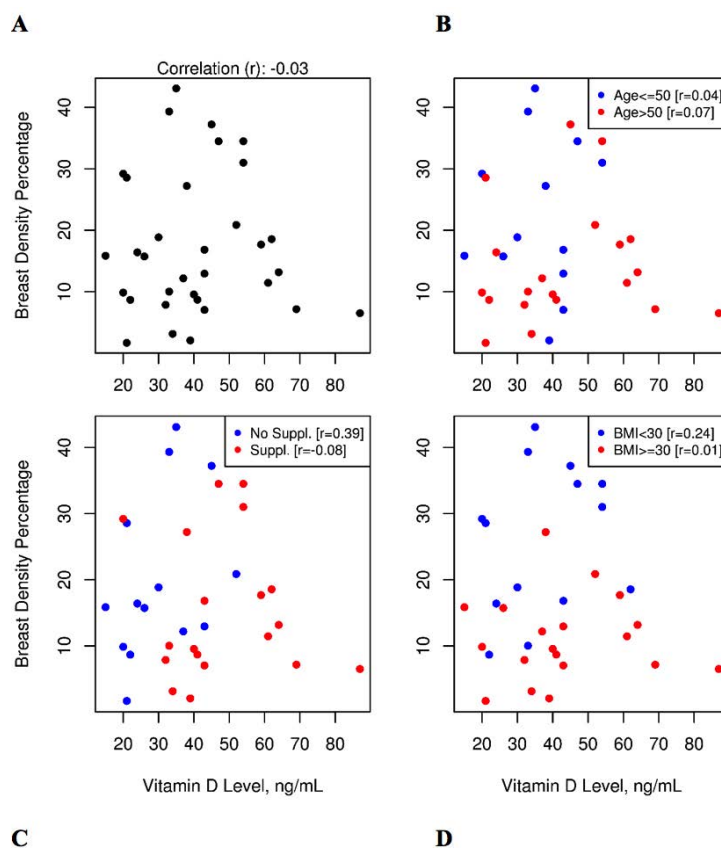 A
B
Correlation (r): -0.03
Breast Density Percentage
40
30
20
10
20 30 40 50 60 70 80
Age<=50 [r=0.04]
Age>50 [r=0.07]
40
30
20
10
20 30 40 50 60 70 80
No Suppl. [r=0.39]
Suppl. [r=-0.08]
Breast Density Percentage
40
30
20
10
20 30 40 50 60 70 80
Vitamin D Level, ng/mL
BMI<30 [r=0.24]
BMI>=30 [r=0.01]
40
30
20
10
20 30 40 50 60 70 80
Vitamin D Level, ng/mL
C
D